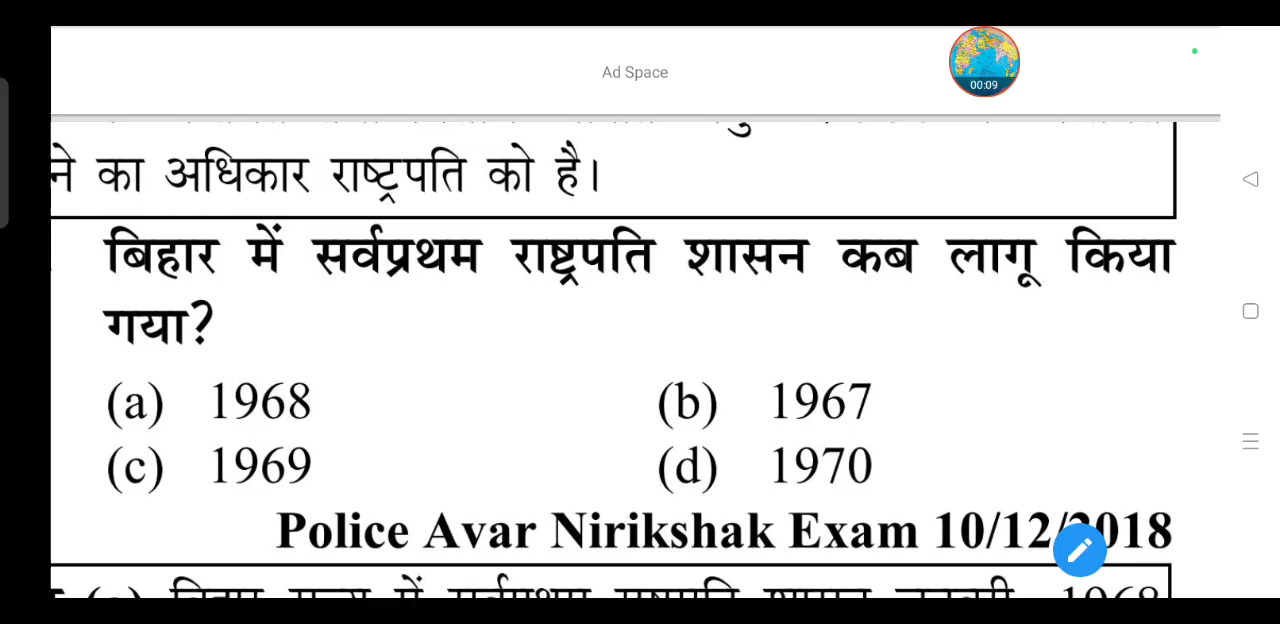 Ad Space
00:09
ने का अधिकार राष्ट्रपति को है।
बिहार में सर्वप्रथम राष्ट्रपति शासन कब लागू किया
गया?
(a) 1968 (b) 1967
(c) 1969 (d) 1970
Police Avar Nirikshak Exam 10/12/2018